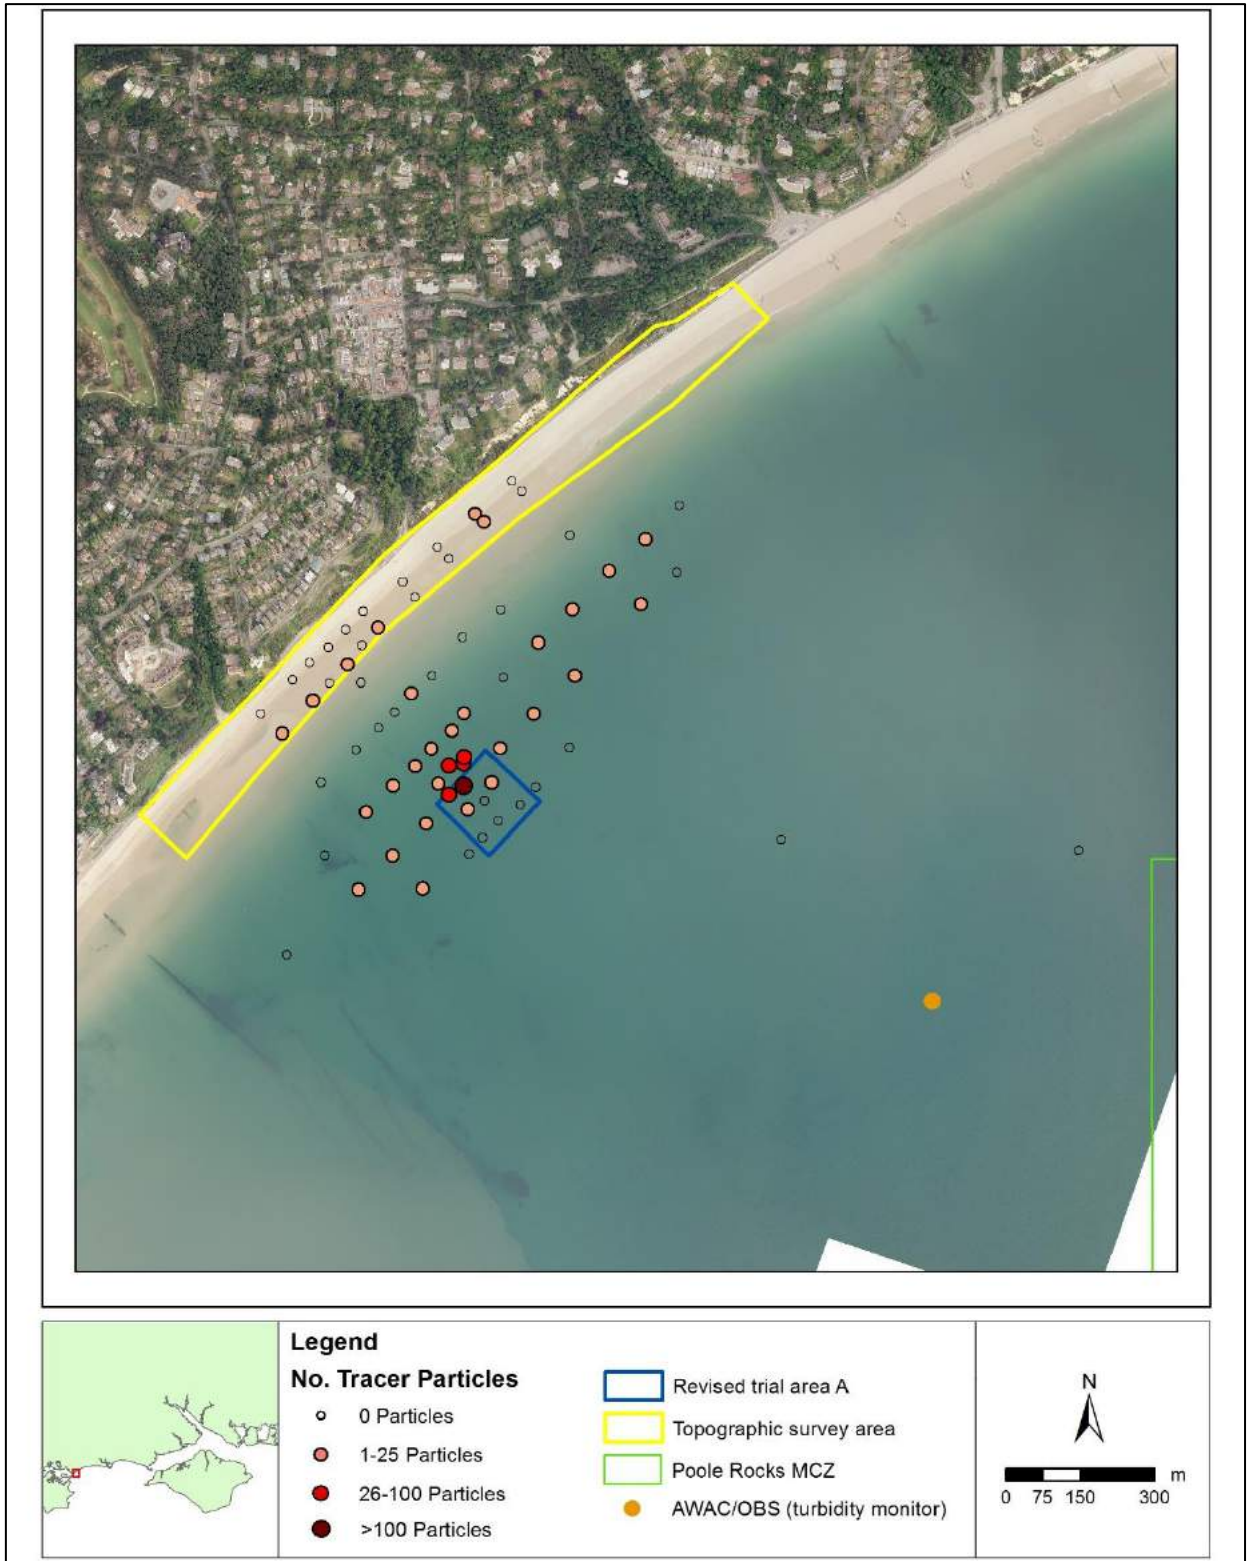 Legend
No. Tracer Particles
0 Particles
1-25 Particles
26-100 Particles
>100 Particles
Revised trial area A
Topographic survey area
Poole Rocks MCZ
AWAC/OBS (turbidity monitor)
N
m
0 75 150 300